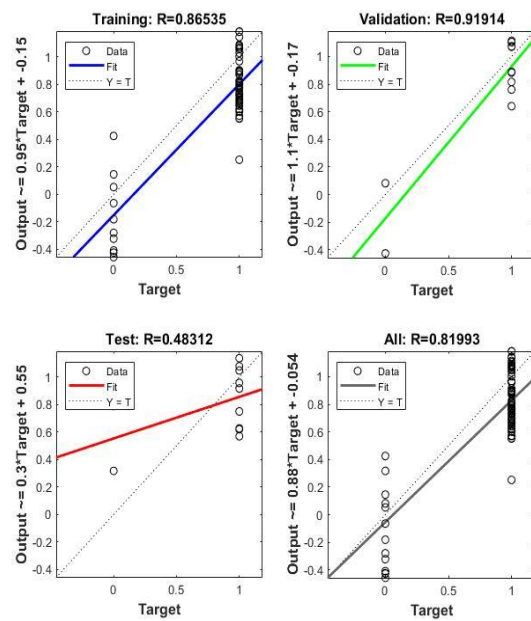 Training: R=0.86535
Output ~= 0.95*Target + -0.15
Data
Fit
Y = T
1
0.8
0.6
0.4
0.2
0
-0.2
-0.4
0
0.5
1
Target
Validation: R=0.91914
Output ~= 1.1*Target + -0.17
Data
Fit
Y = T
1
0.8
0.6
0.4
0.2
0
-0.2
-0.4
0
0.5
1
Target
Test: R=0.48312
Output ~= 0.3*Target + 0.55
Data
Fit
Y = T
1
0.8
0.6
0.4
0.2
0
-0.2
-0.4
0
0.5
1
Target
All: R=0.81993
Output ~= 0.88*Target + -0.054
Data
Fit
Y = T
1
0.8
0.6
0.4
0.2
0
-0.2
-0.4
0
0.5
1
Target